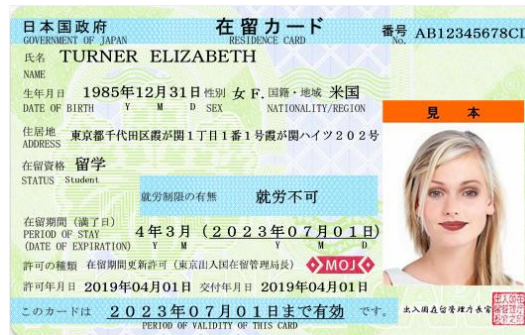 日本国政府 在留カード 番号 AB12345678CD
GOVERNMENT OF JAPAN RESIDENCE CARD No.
氏名 TURNER ELIZABETH
NAME
生年月日 1985年12月31日 性別 女 F. 国籍・地域 米国
DATE OF BIRTH Y M D SEX NATIONALITY/REGION
見 本
住居地 東京都千代田区霞が関1丁目1番1号霞が関ハイツ202号
ADDRESS
在留資格 留学
STATUS Student
就労制限の有無 就労不可
在留期間(満了日) 4年3月(2023年07月01日)
PERIOD OF STAY
(DATE OF EXPIRATION) Y M Y M D
許可の種類 在留期間更新許可(東京出入国在留管理局長) MOJ
許可年月日 2019年04月01日 交付年月日 2019年04月01日
このカードは 2023年07月01日まで有効 です。 出入国在留管理庁長官
PERIOD OF VALIDITY OF THIS CARD